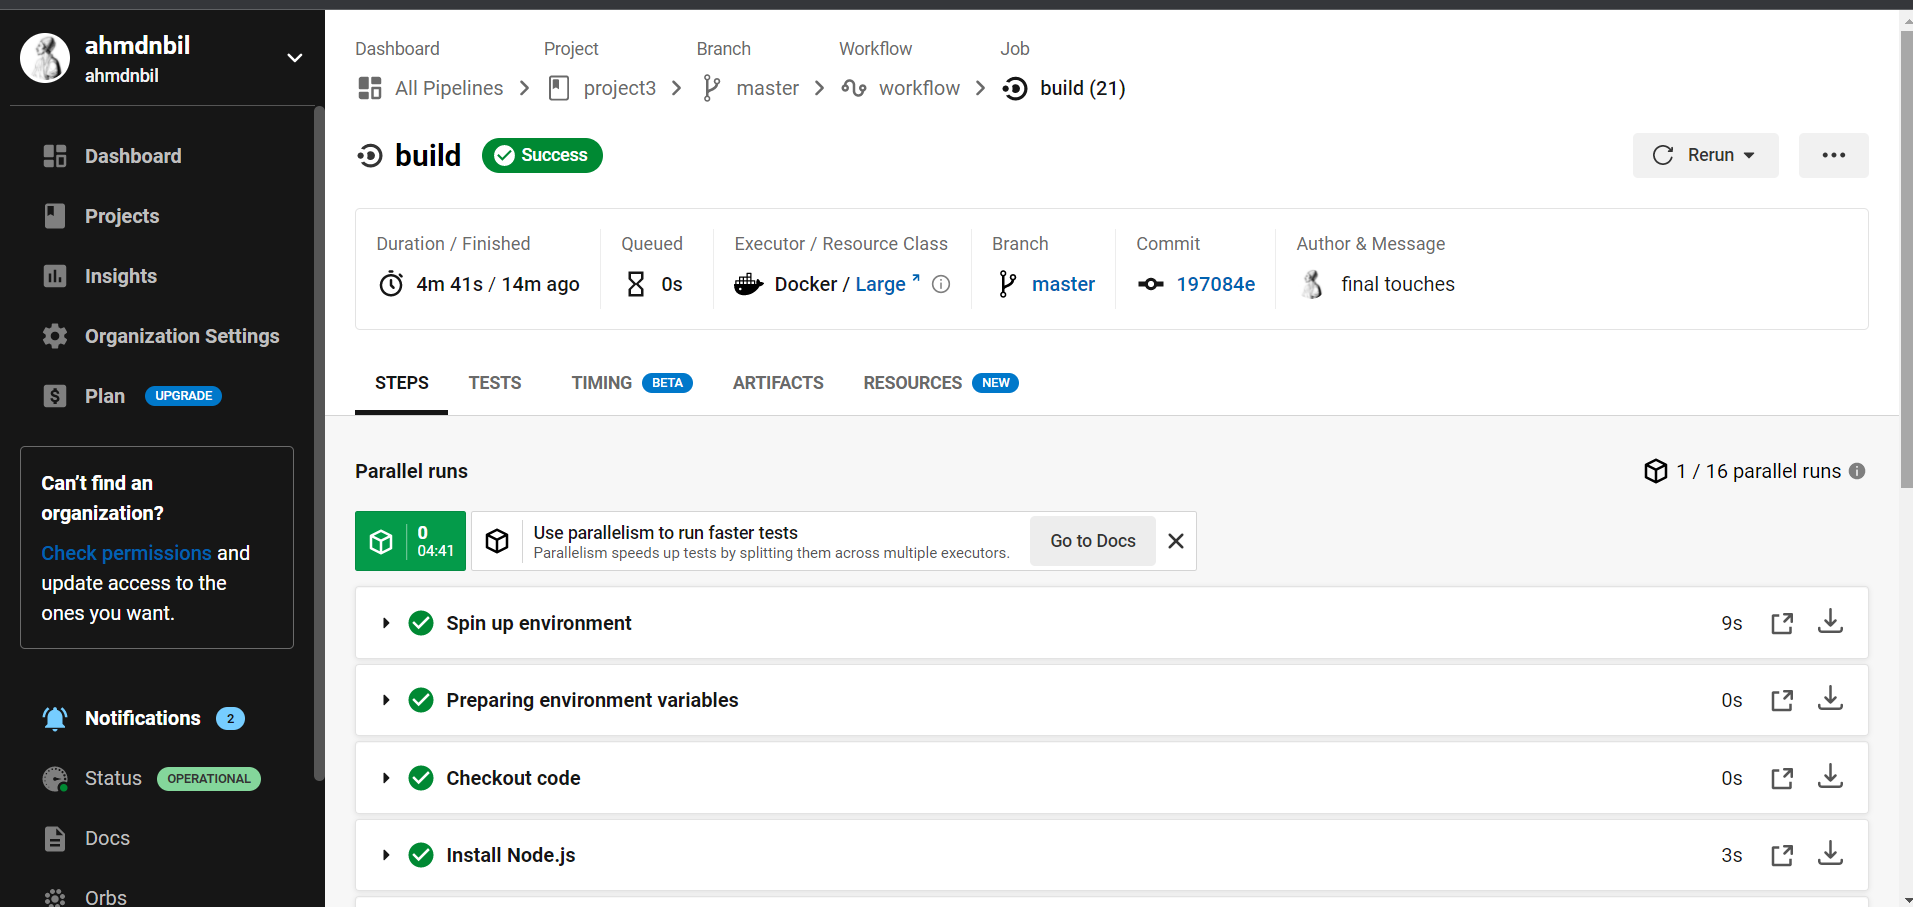 ahmdnbil
ahmdnbil
Dashboard
Projects
Insights
Organization Settings
Plan UPGRADE
Can't find an
organization?
Check permissions and
update access to the
ones you want.
Notifications 2
Status OPERATIONAL
Docs
Orbs
Dashboard Project Branch Workflow Job
All Pipelines project3 master workflow build (21)
build Success
Rerun
Duration / Finished Queued Executor / Resource Class Branch Commit Author & Message
4m 41s / 14m ago 0s Docker / Large master 197084e final touches
STEPS TESTS TIMING BETA ARTIFACTS RESOURCES NEW
Parallel runs 1 / 16 parallel runs
0
04:41
Use parallelism to run faster tests
Parallelism speeds up tests by splitting them across multiple executors.
Go to Docs
Spin up environment 9s
Preparing environment variables 0s
Checkout code 0s
Install Node.js 3s